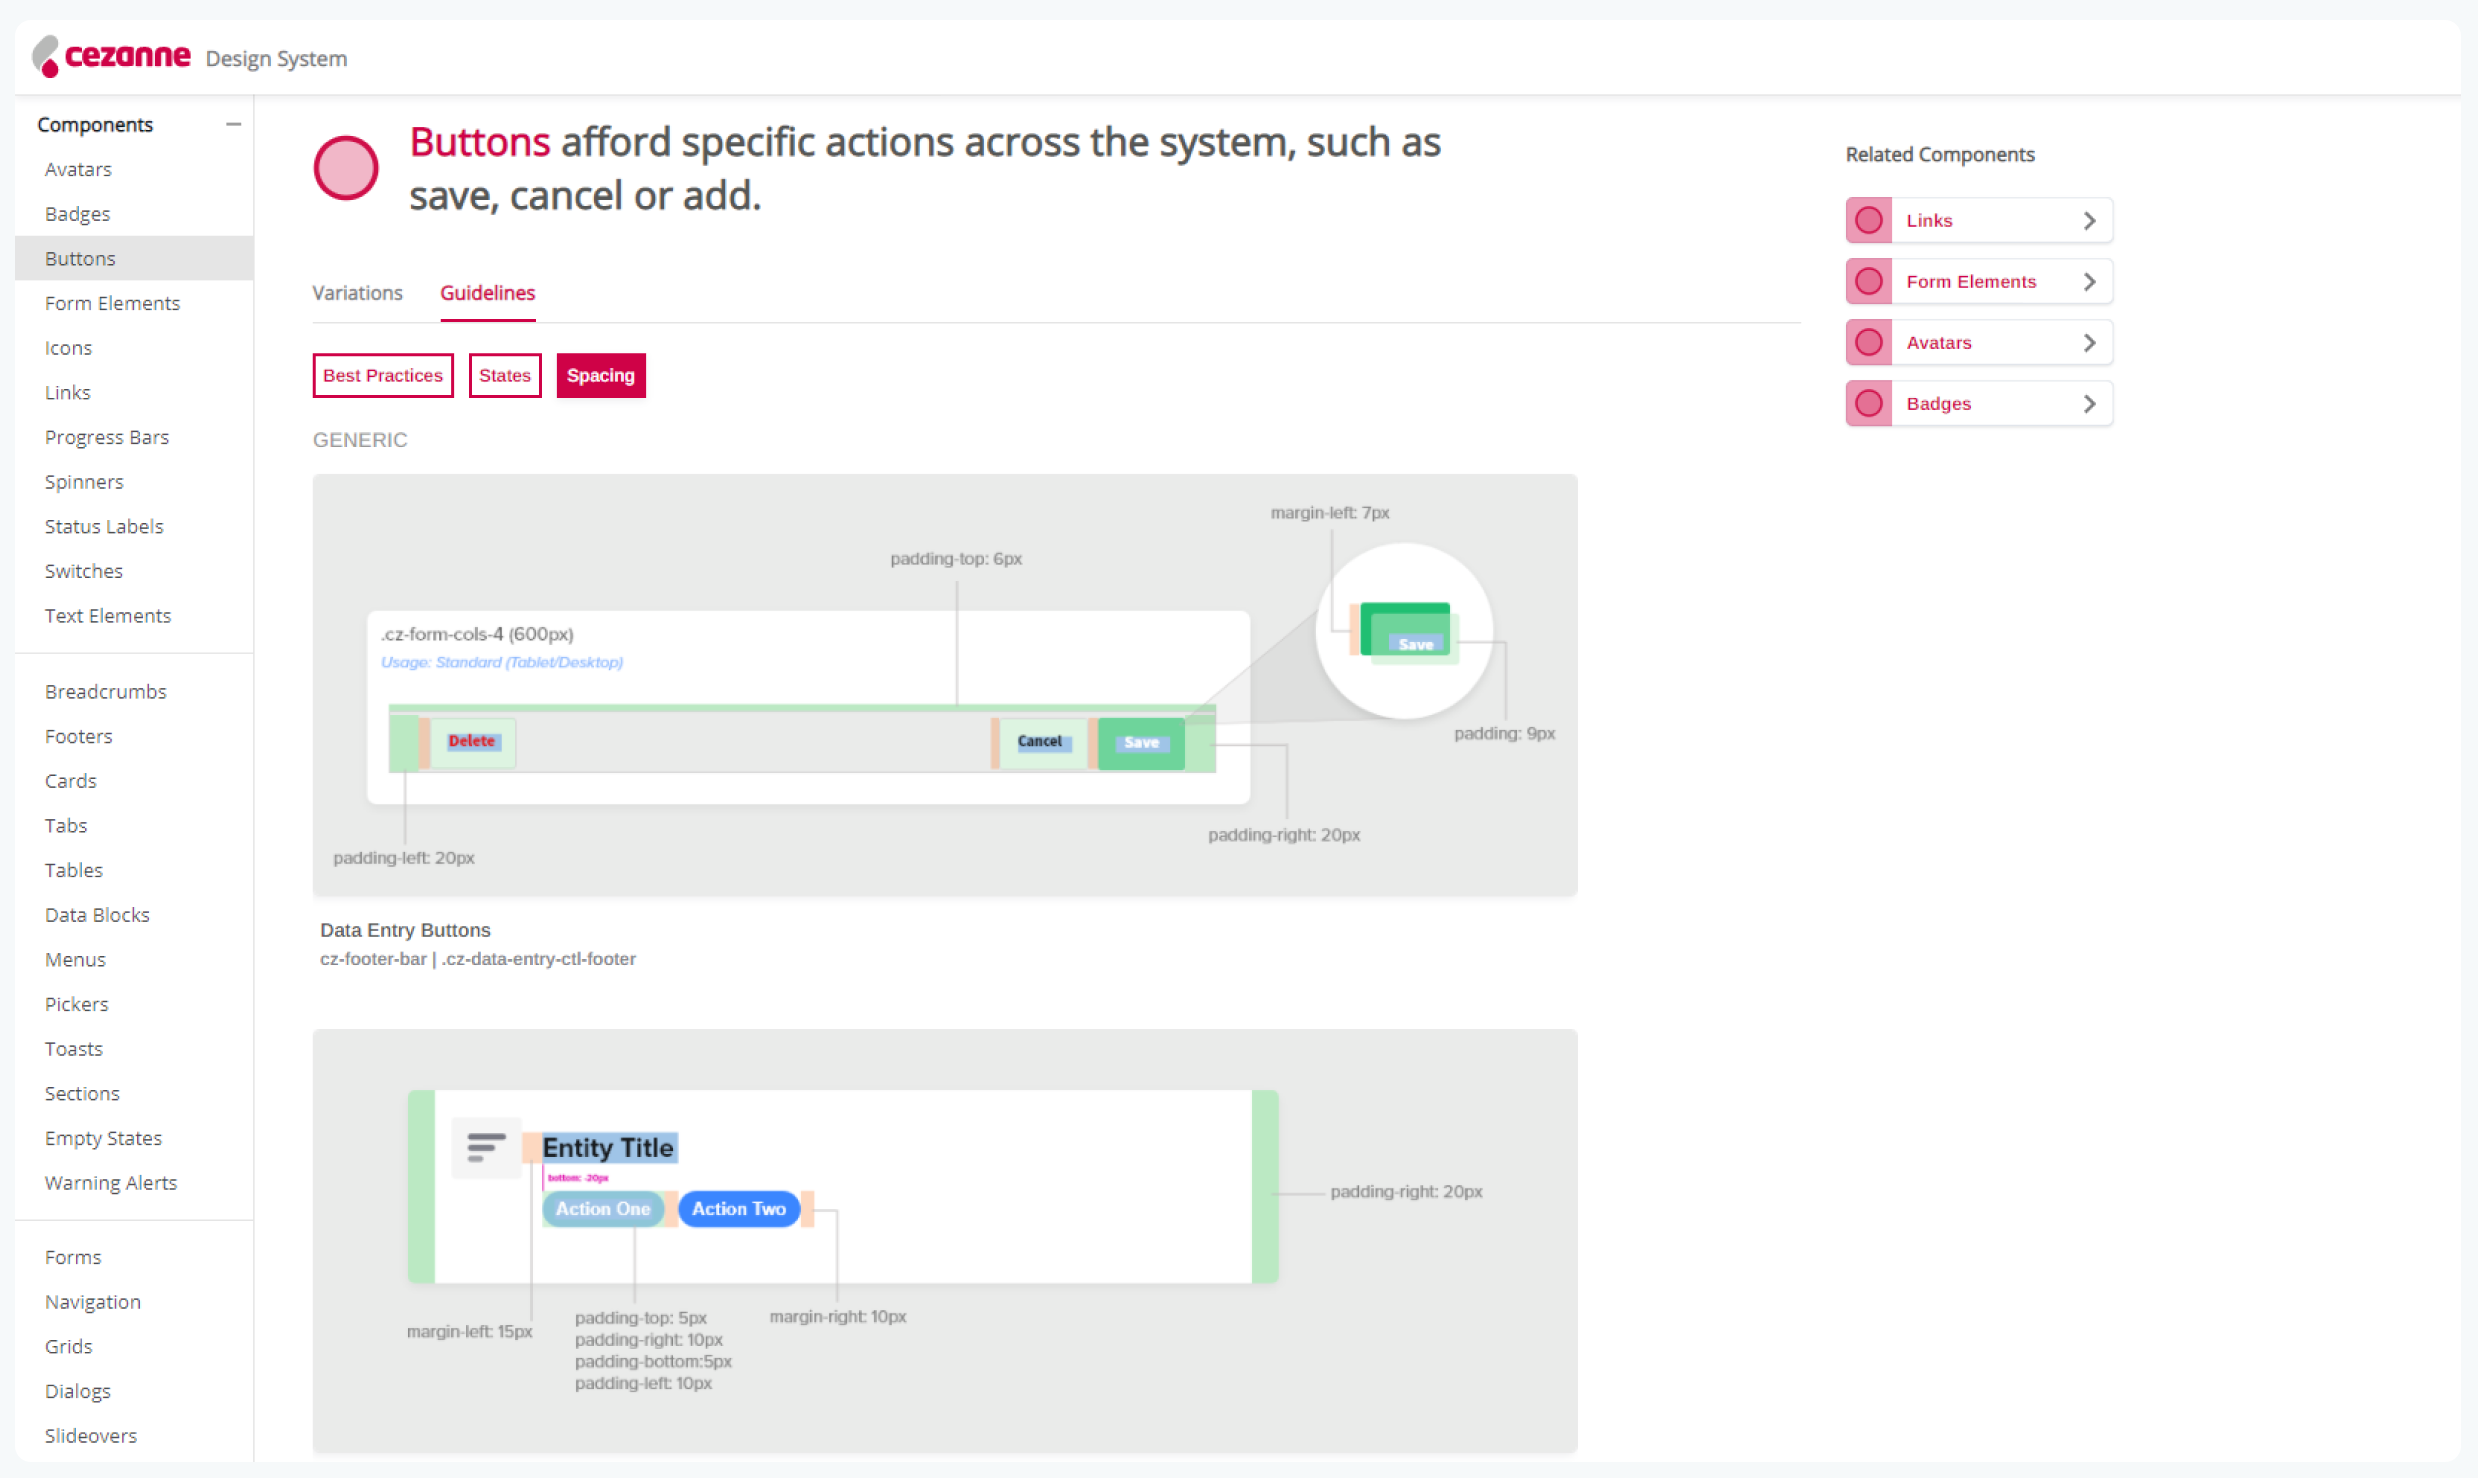 cezanne Design System
Components
Avatars
Badges
Buttons
Form Elements
Icons
Links
Progress Bars
Spinners
Status Labels
Switches
Text Elements
Breadcrumbs
Footers
Cards
Tabs
Tables
Data Blocks
Menus
Pickers
Toasts
Sections
Empty States
Warning Alerts
Forms
Navigation
Grids
Dialogs
Slideovers
Buttons afford specific actions across the system, such as
save, cancel or add.
Variations Guidelines
Best Practices States Spacing
GENERIC
margin-left: 7px
padding-top: 6px
.cz-form-cols-4 (600px)
Usage: Standard (Tablet/Desktop)
Save
padding: 9px
Delete Cancel Save
padding-right: 20px
padding-left: 20px
Data Entry Buttons
cz-footer-bar | .cz-data-entry-ctl-footer
Entity Title
bottom: -20px
Action One Action Two
padding-right: 20px
margin-left: 15px
padding-top: 5px
padding-right: 10px
padding-bottom:5px
padding-left: 10px
margin-right: 10px
Related Components
Links
Form Elements
Avatars
Badges